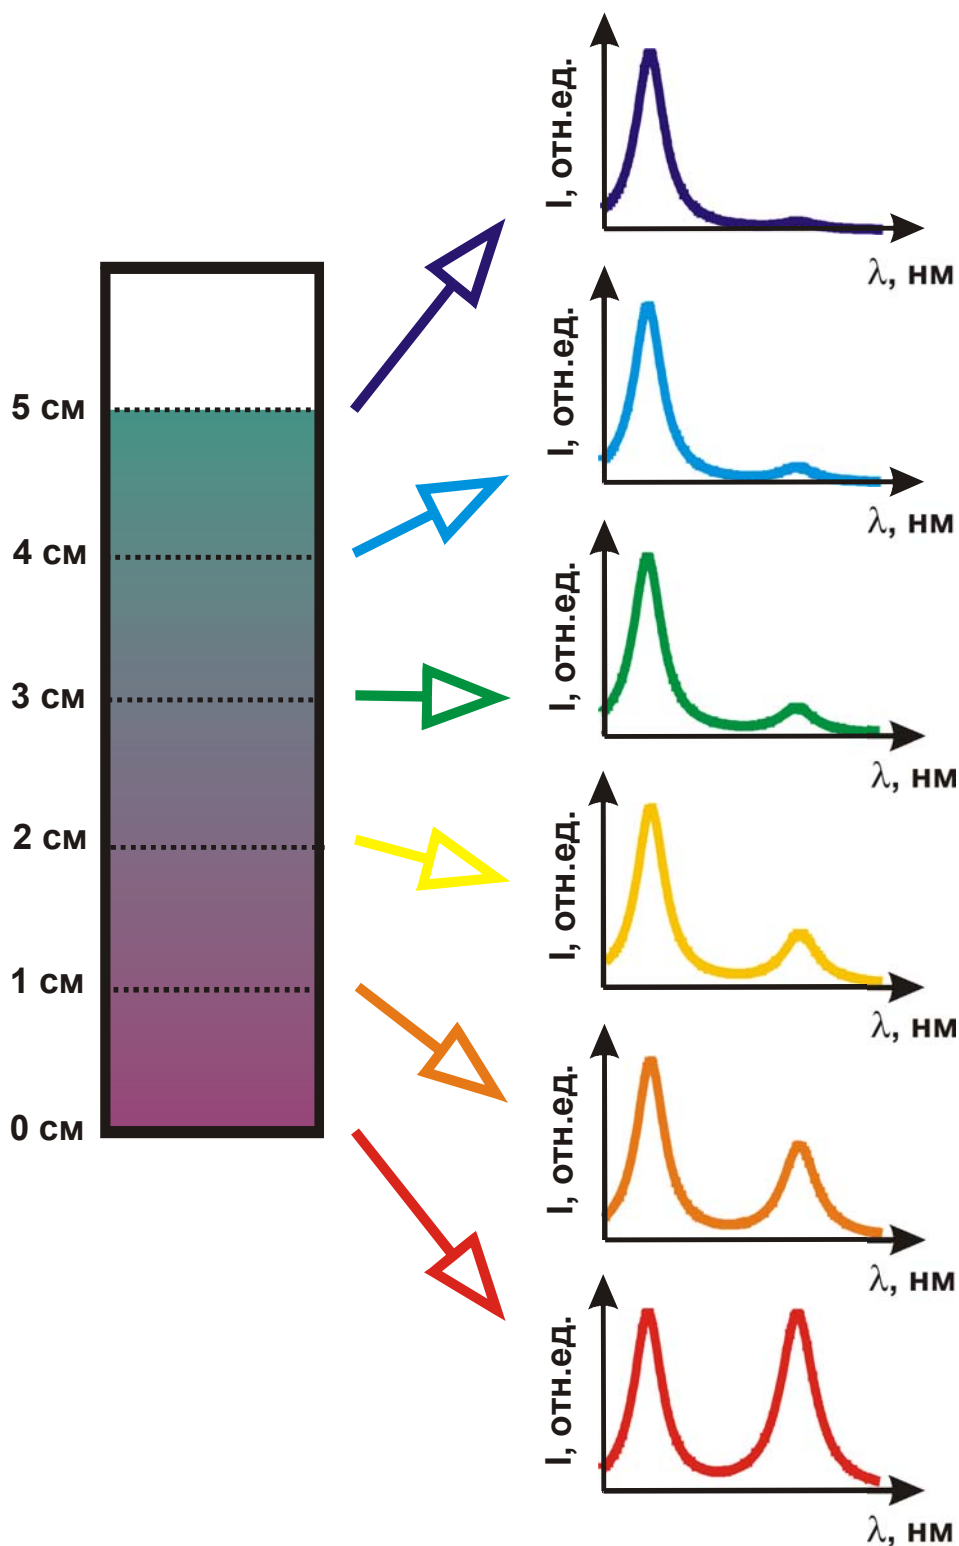 I, отн.ед.
λ, нм
I, отн.ед.
λ, нм
5 см
4 см
I, отн.ед.
λ, нм
3 см
2 см
I, отн.ед.
λ, нм
1 см
0 см
I, отн.ед.
λ, нм
I, отн.ед.
λ, нм